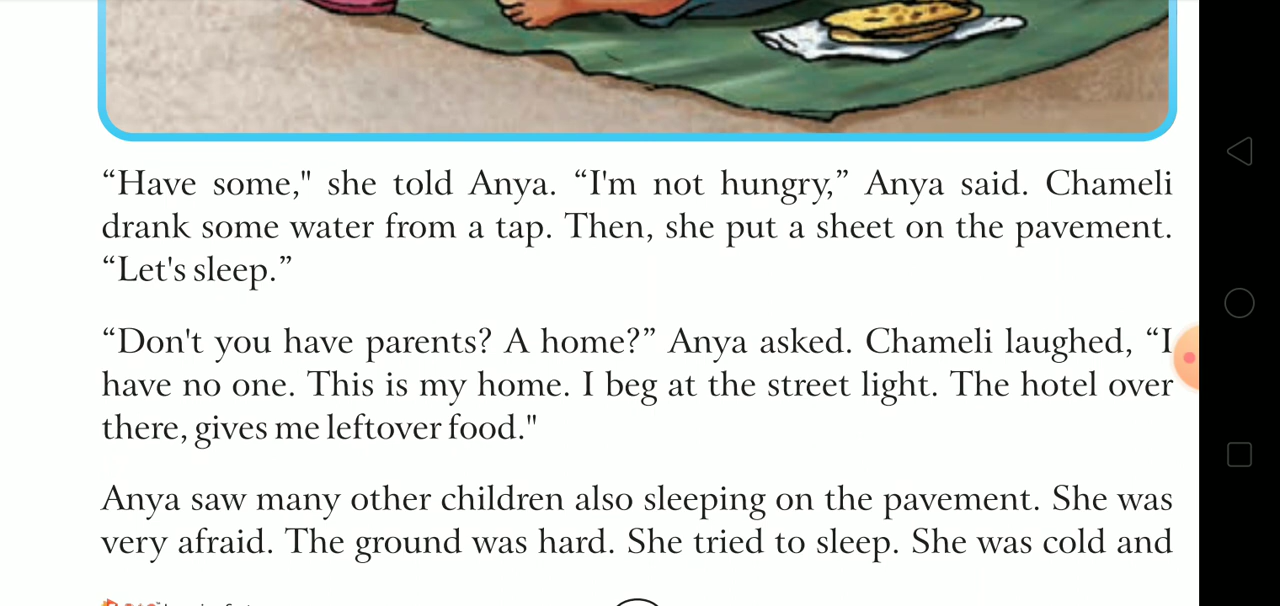 “Have some," she told Anya. “I'm not hungry,” Anya said. Chameli
drank some water from a tap. Then, she put a sheet on the pavement.
“Let's sleep.”
“Don't you have parents? A home?” Anya asked. Chameli laughed, “I
have no one. This is my home. I beg at the street light. The hotel over
there, gives me leftover food."
Anya saw many other children also sleeping on the pavement. She was
very afraid. The ground was hard. She tried to sleep. She was cold and